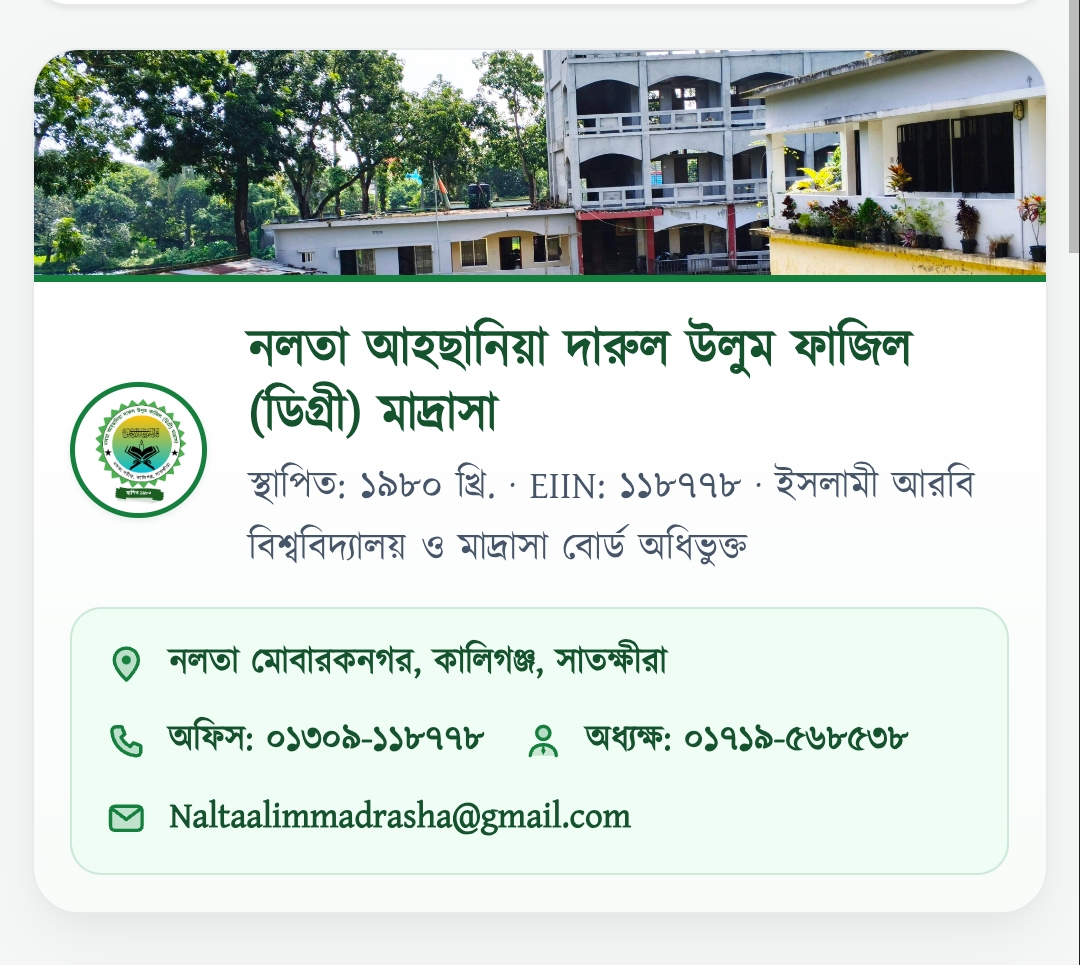 নলতা আহছানিয়া দারুল উলুম ফাজিল
(ডিগ্রী) মাদ্রাসা
স্থাপিত: ১৯৮০ খ্রি. · EIIN: ১১৮৭৭৮ · ইসলামী আরবি
বিশ্ববিদ্যালয় ও মাদ্রাসা বোর্ড অধিভুক্ত
নলতা মোবারকনগর, কালিগঞ্জ, সাতক্ষীরা
অফিস: ০১৩০৯-১১৮৭৭৮ অধ্যক্ষ: ০১৭১৯-৫৬৮৫৩৮
Naltaalimmadrasha@gmail.com